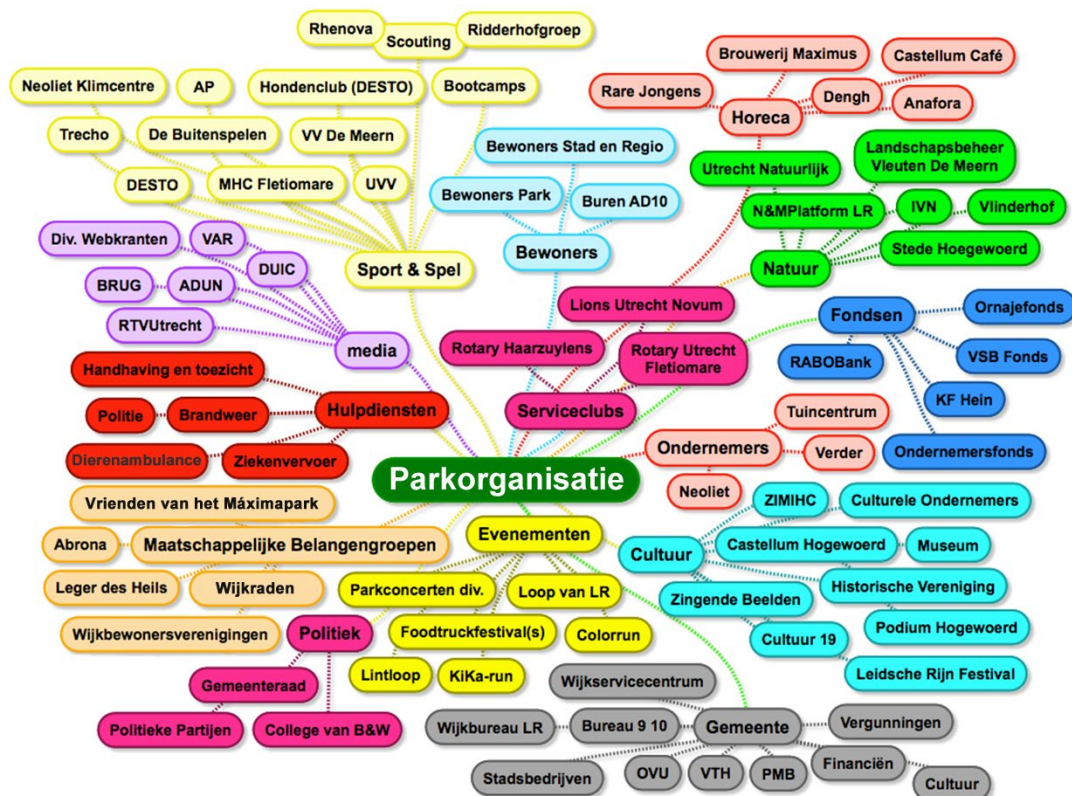 Rhenova
Scouting
Ridderhofgroep
Neoliet Klimcentre
AP
Hondenclub (DESTO)
Bootcamps
Trecho
De Buitenspelen
VV De Meern
DESTO
MHC Fletiomare
UVV
Sport & Spel
Bewoners Stad en Regio
Bewoners Park
Buren AD10
Bewoners
Brouwerij Maximus
Castellum Café
Rare Jongens
Dengh
Anafora
Horeca
Utrecht Natuurlijk
Landschapsbeheer
Vleuten De Meern
N&MPlatform LR
IVN
Vlinderhof
Stede Hoegewoerd
Natuur
Div. Webkranten
VAR
DUIC
BRUG
ADUN
RTVUtrecht
media
Lions Utrecht Novum
Rotary Haarzuylens
Rotary Utrecht
Fletiomare
Serviceclubs
Fondsen
Ornajefonds
RABOBank
VSB Fonds
KF Hein
Ondernemersfonds
Handhaving en toezicht
Politie
Brandweer
Hulpdiensten
Dierenambulance
Ziekenvervoer
Tuincentrum
Ondernemers
Verder
Neoliet
Parkorganisatie
Vrienden van het Máximapark
Abrona
Maatschappelijke Belangengroepen
Leger des Heils
Wijkraden
Wijkbewonersverenigingen
Evenementen
Parkconcerten div.
Loop van LR
Foodtruckfestival(s)
Colorrun
Lintloop
KiKa-run
ZIMIHC
Culturele Ondernemers
Cultuur
Castellum Hogewoerd
Museum
Historische Vereniging
Zingende Beelden
Podium Hogewoerd
Cultuur 19
Leidsche Rijn Festival
Politiek
Gemeenteraad
Politieke Partijen
College van B&W
Wijkservicecentrum
Wijkbureau LR
Bureau 9 10
Gemeente
Vergunningen
Stadsbedrijven
OVU
VTH
PMB
Financiën
Cultuur